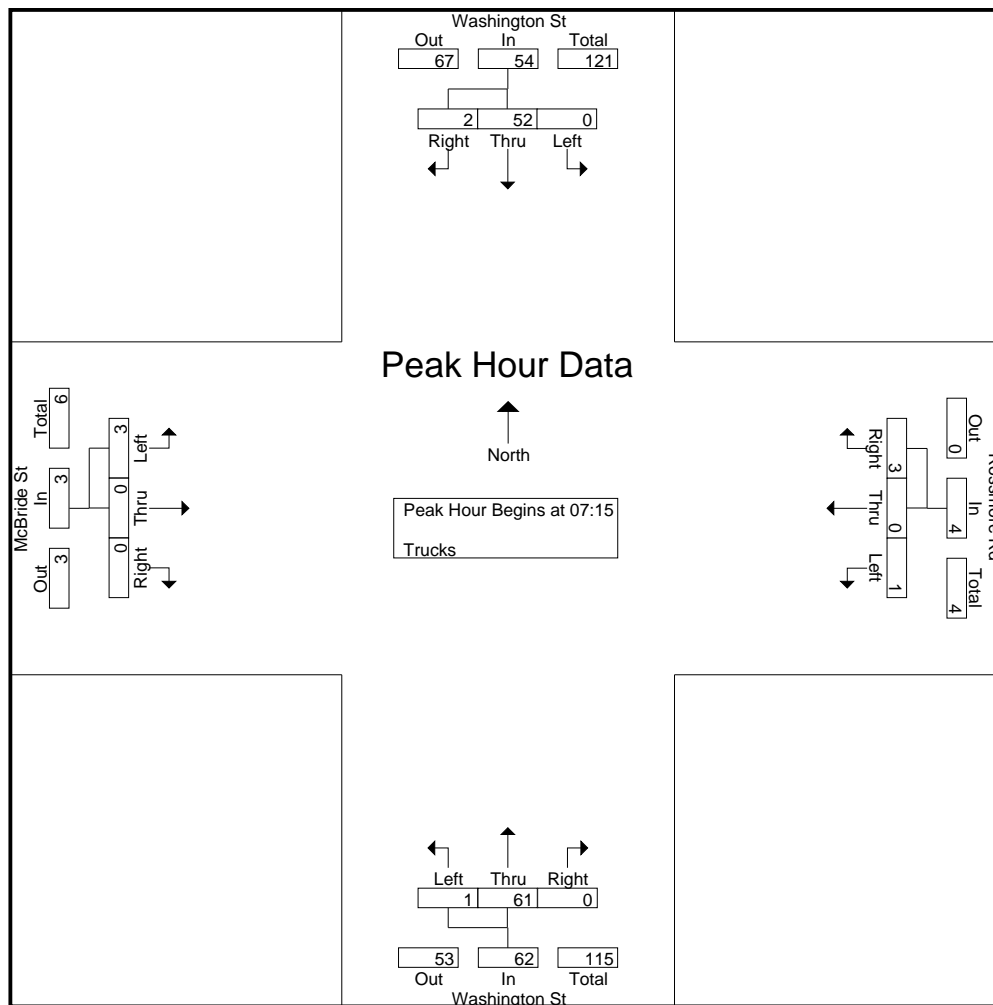 Washington St
Out In Total
67 54 121
2 52 0
Right Thru Left
Peak Hour Data
North
Peak Hour Begins at 07:15
Trucks
McBride St
Total In Out
6 3 3
3 0 0
Left Thru Right
Right Thru Left
3 0 1
0 4 4
Out In Total
Left Thru Right
1 61 0
53 62 115
Out In Total
Washington St